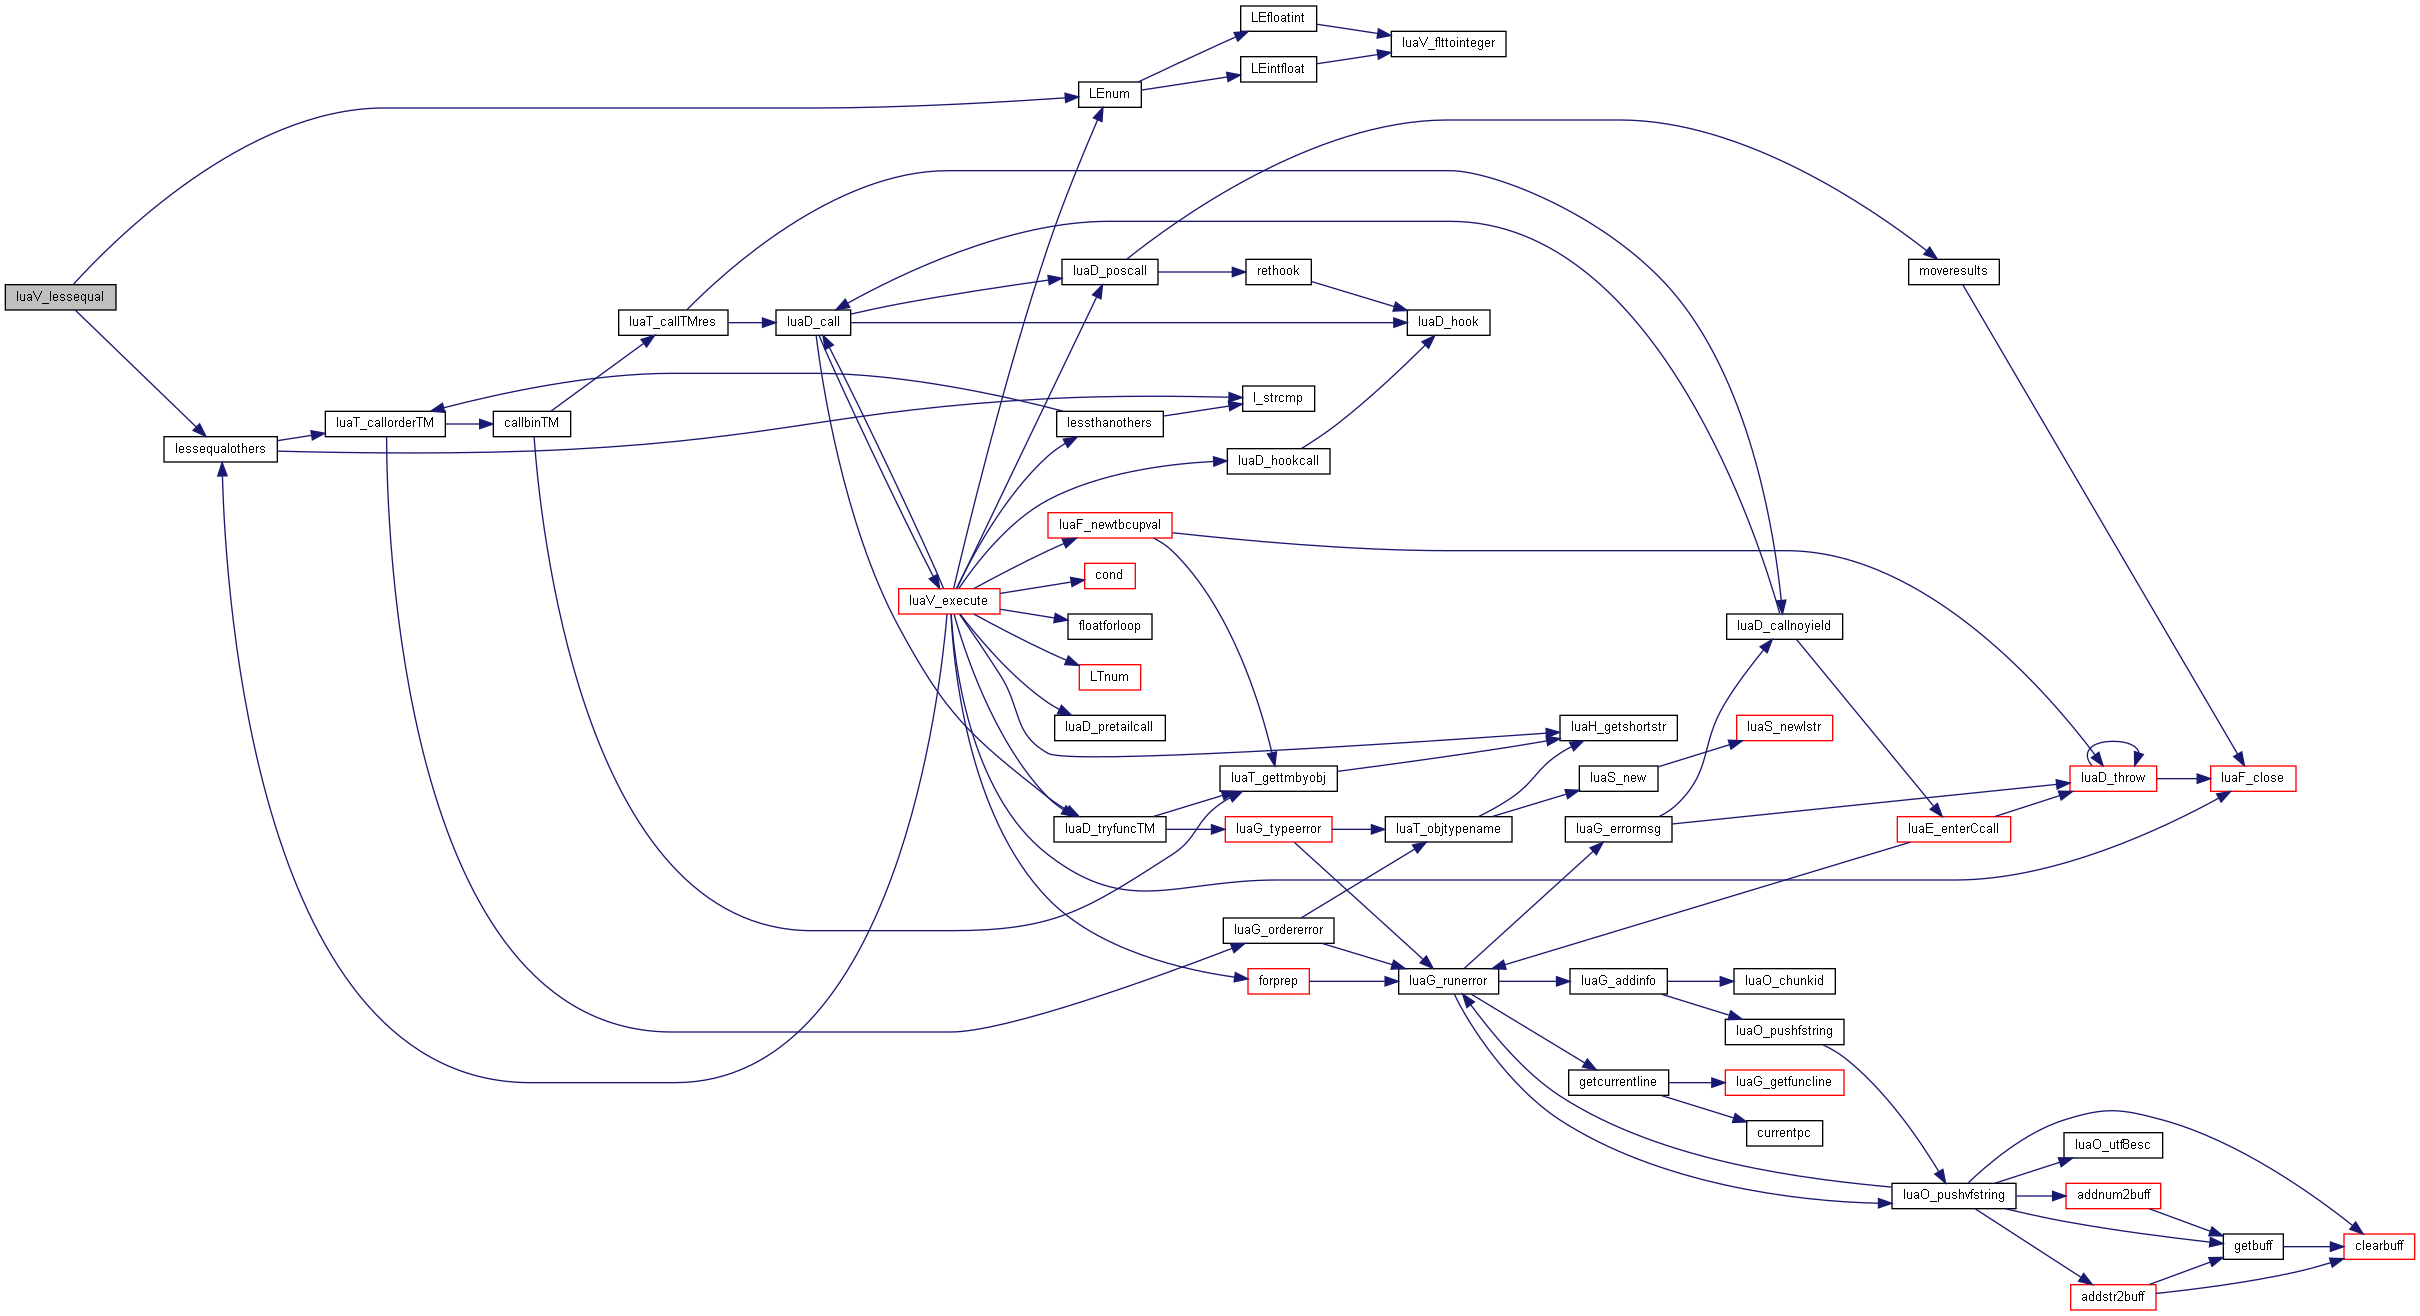 LEfloatint
luaV_flttointeger
LEintfloat
LEnum
luaV_lessequal
luaD_poscall
rethook
moveresults
luaT_callTMres
luaD_call
luaD_hook
l_strcmp
luaT_callorderTM
callbinTM
lessthanothers
lessequalothers
luaD_hookcall
luaF_newtbcupval
cond
luaV_execute
floatforloop
luaD_callnoyield
LTnum
luaD_pretailcall
luaH_getshortstr
luaS_newlstr
luaT_gettmbyobj
luaS_new
luaD_throw
luaF_close
luaD_tryfuncTM
luaG_typeerror
luaT_objtypename
luaG_errormsg
luaE_enterCcall
luaG_ordererror
forprep
luaG_runerror
luaG_addinfo
luaO_chunkid
luaO_pushfstring
getcurrentline
luaG_getfuncline
currentpc
luaO_utf8esc
luaO_pushvfstring
addnum2buff
getbuff
clearbuff
addstr2buff